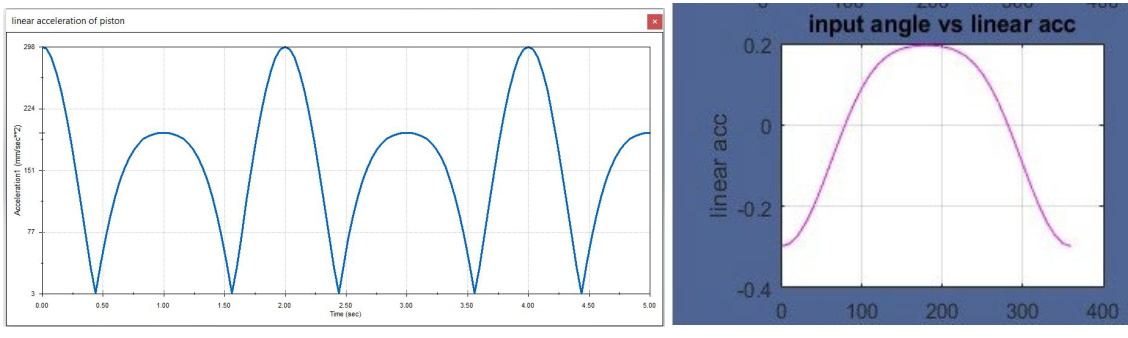 linear acceleration of piston
298
224
151
77
3
Acceleration1 (mm/sec**2)
0.00 0.50 1.00 1.50 2.00 2.50 3.00 3.50 4.00 4.50 5.00
Time (sec)
input angle vs linear acc
0.2
0
-0.2
-0.4
linear acc
0 100 200 300 400